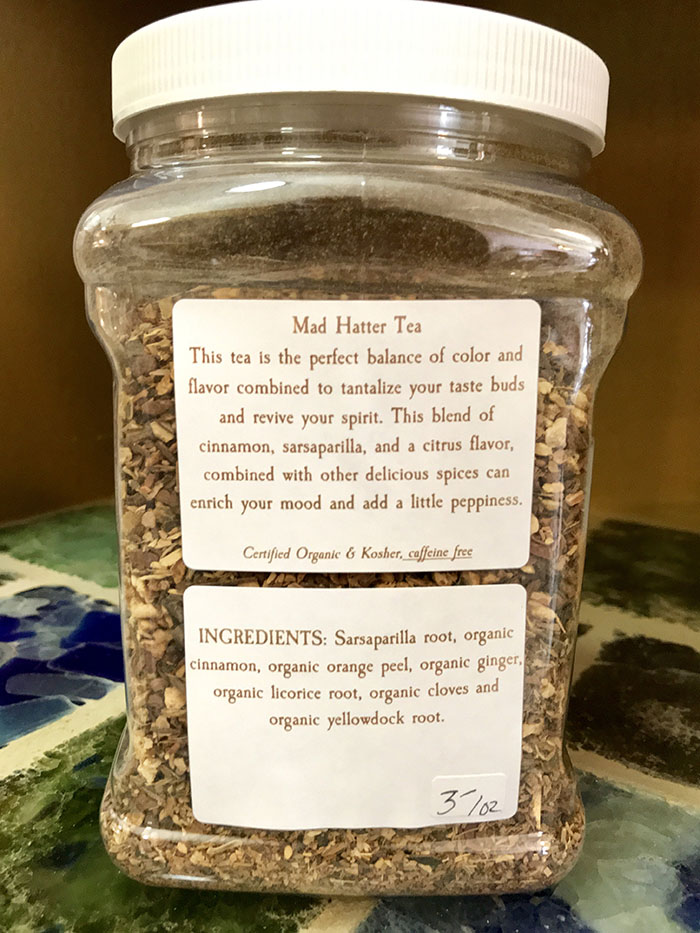 Mad Hatter Tea
This tea is the perfect balance of color and
flavor combined to tantalize your taste buds
and revive your spirit. This blend of
cinnamon, sarsaparilla, and a citrus flavor,
combined with other delicious spices can
enrich your mood and add a little peppiness.
Certified Organic & Kosher, caffeine free
INGREDIENTS: Sarsaparilla root, organic
cinnamon, organic orange peel, organic ginger,
organic licorice root, organic cloves and
organic yellowdock root.
3-/oz